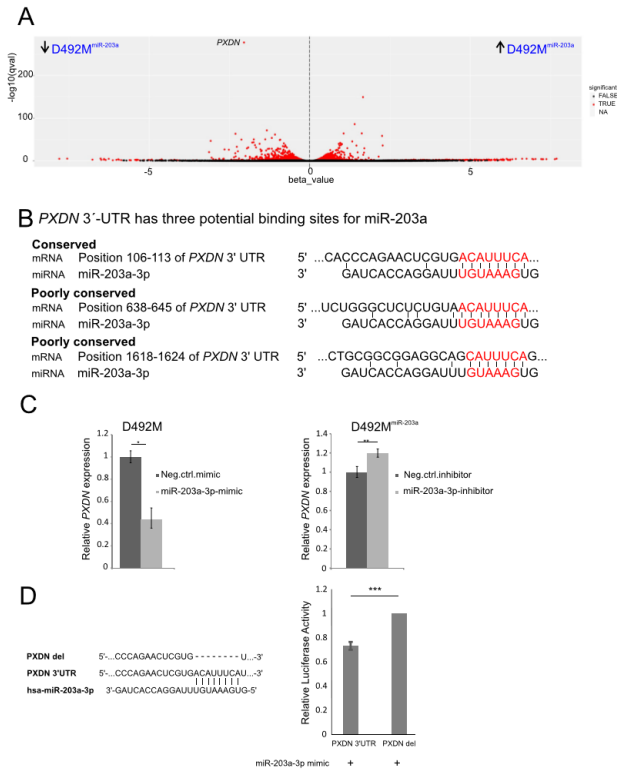 A
↓ D492M miR-203a
PXDN
↑ D492M miR-203a
-log10(qval)
200
100
0
-5
0
5
beta_value
significant
FALSE
TRUE
NA
B PXDN 3´-UTR has three potential binding sites for miR-203a
Conserved
mRNA Position 106-113 of PXDN 3' UTR 5' ...CACCCAGAACUCGUGACAUUUCA...
miRNA miR-203a-3p 3' GAUCACCAGGAUUUGUAAAGUG
Poorly conserved
mRNA Position 638-645 of PXDN 3' UTR 5' ...UCUGGGCUCUCUGUAACAUUUCA...
miRNA miR-203a-3p 3' GAUCACCAGGAUUUGUAAAGUG
Poorly conserved
mRNA Position 1618-1624 of PXDN 3' UTR 5' ...CTGCGGCGGAGGCAGCAUUUCAG...
miRNA miR-203a-3p 3' GAUCACCAGGAUUUGUAAAGUG
C
D492M
Relative PXDN expression
1.2
1
0.8
0.6
0.4
0.2
0
*
Neg.ctrl.mimic
miR-203a-3p-mimic
D492M miR-203a
Relative PXDN expression
1.4
1.2
1
0.8
0.6
0.4
0.2
0
**
Neg.ctrl.inhibitor
miR-203a-3p-inhibitor
D
PXDN del 5'-...CCCAGAACUCGUG--------U...-3'
PXDN 3'UTR 5'-...CCCAGAACUCGUGACAUUUCAU...-3'
hsa-miR-203a-3p 3'-GAUCACCAGGAUUUGUAAAGUG-5'
Relative Luciferase Activity
1.2
1
0.8
0.6
0.4
0.2
0
***
PXDN 3'UTR PXDN del
miR-203a-3p mimic + +